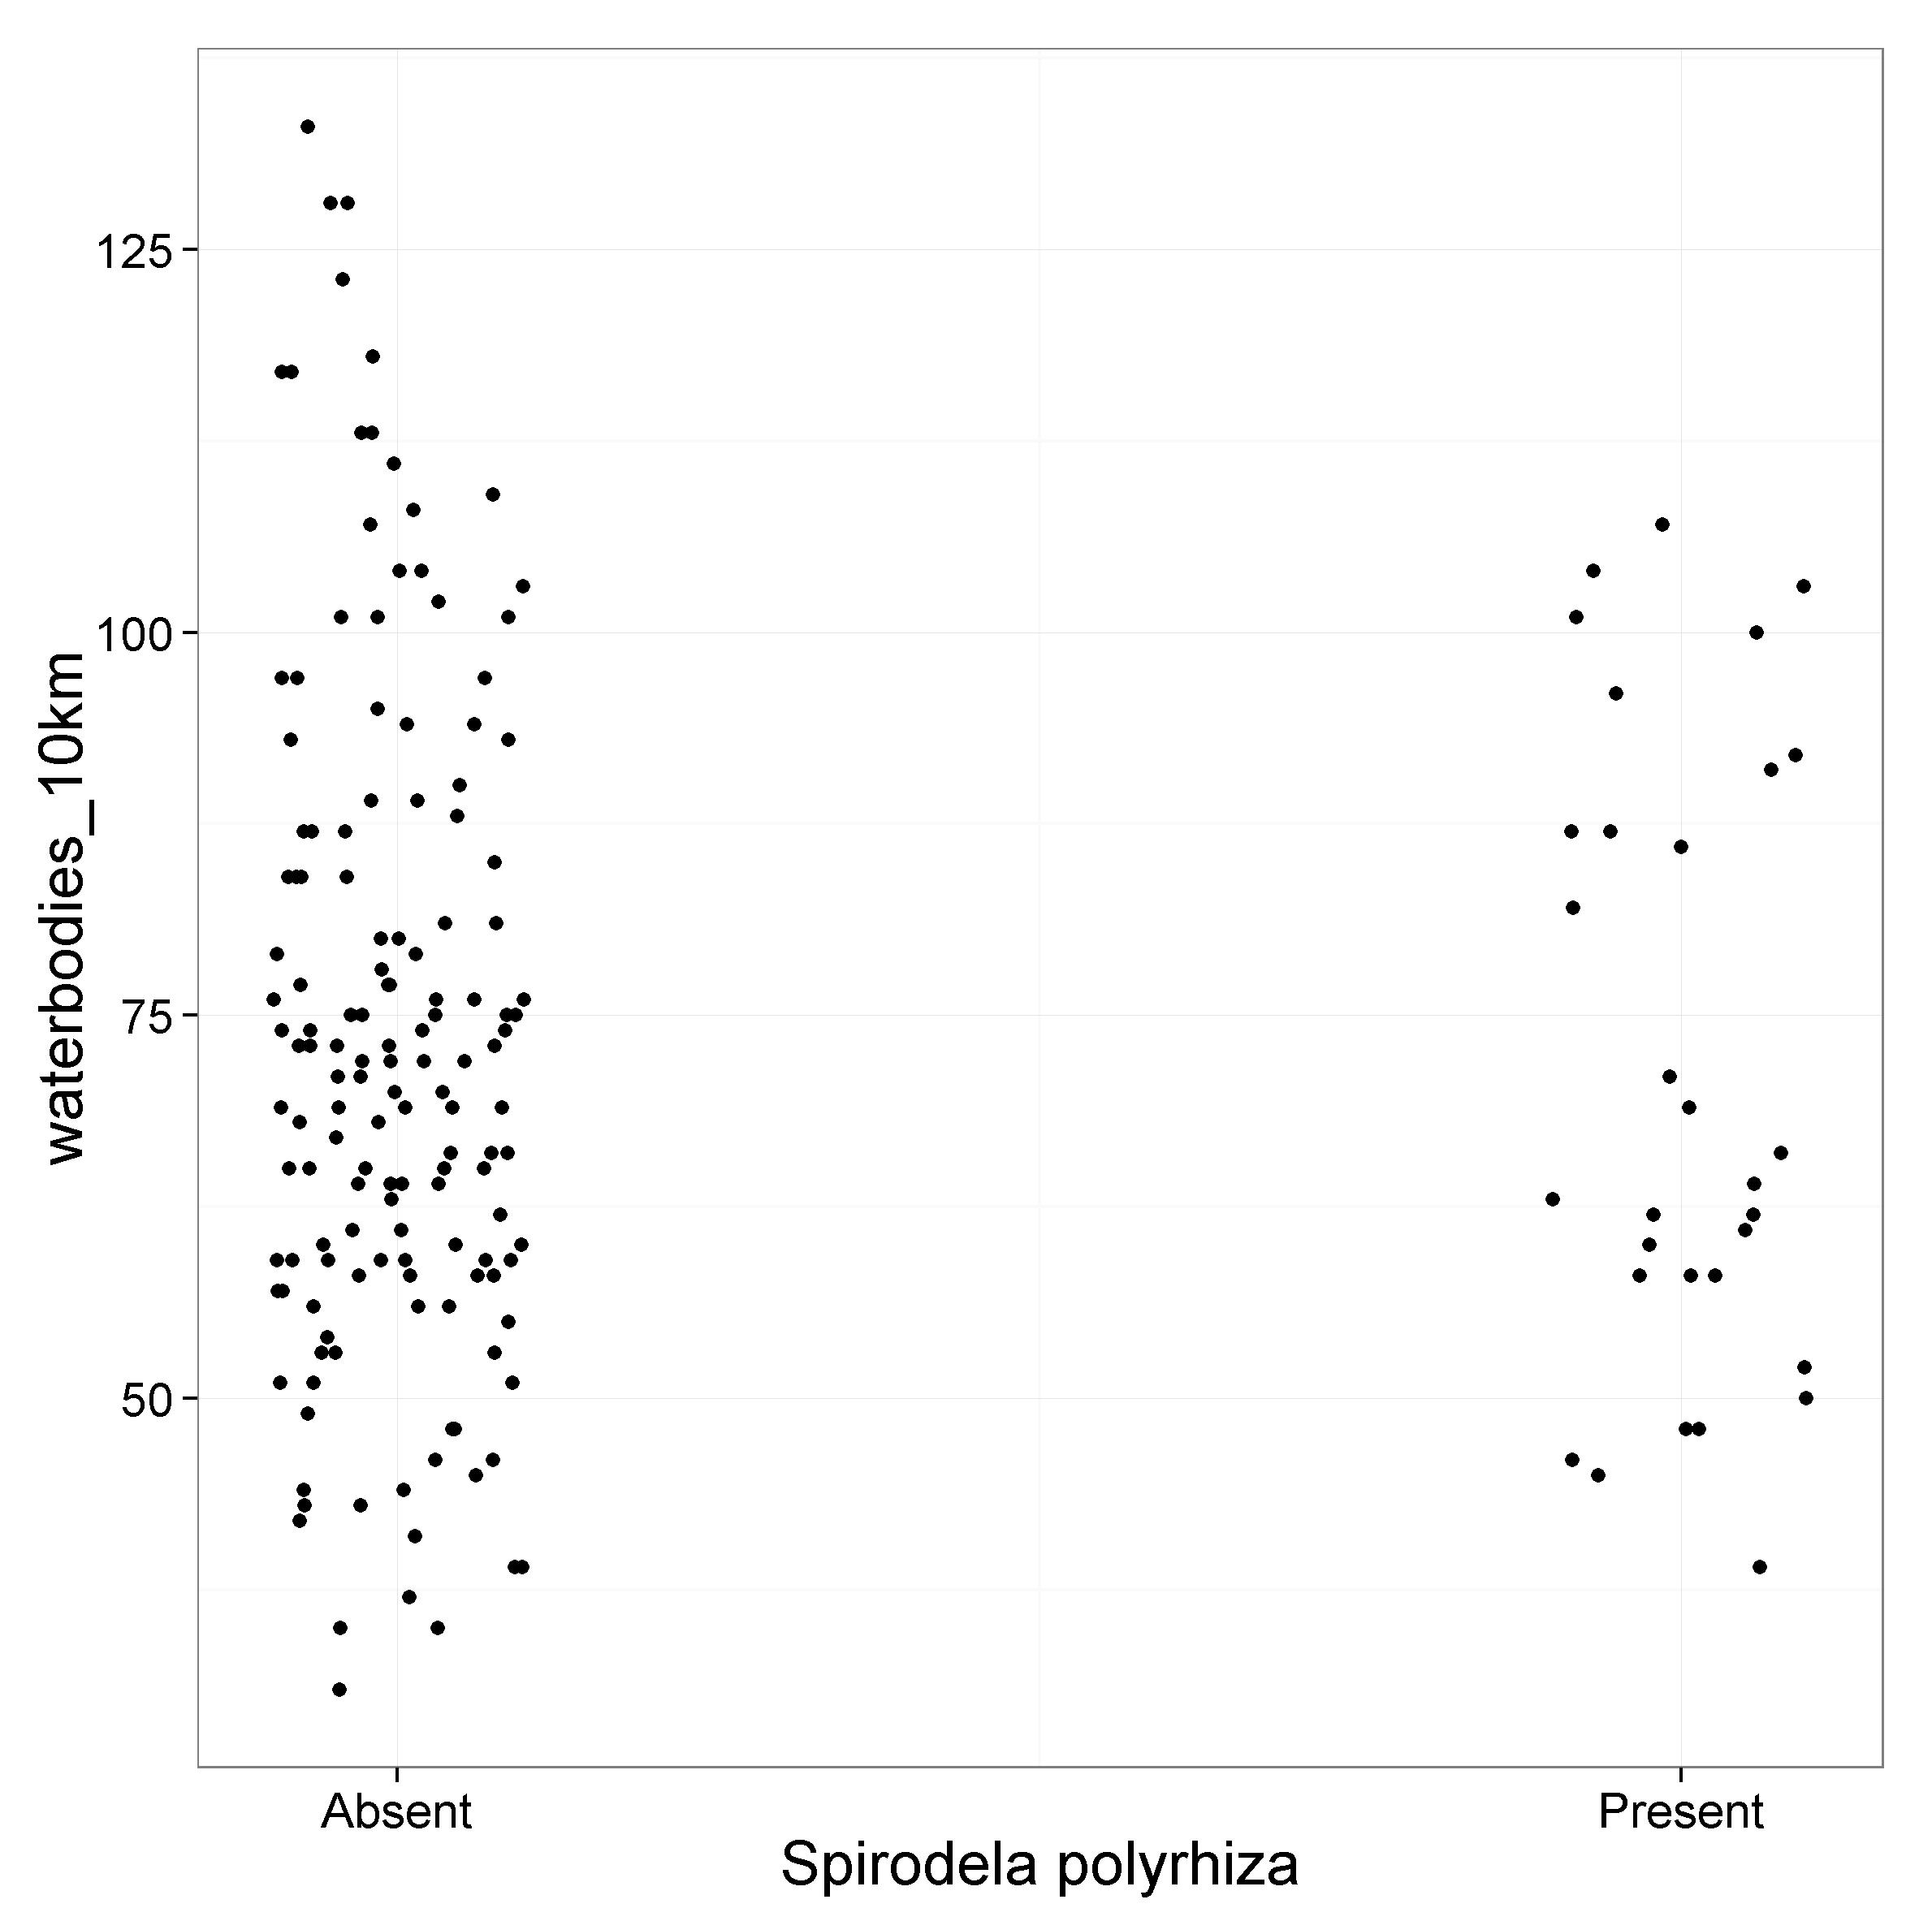 waterbodies_10km
125
100
75
50
Absent
Present
Spirodela polyrhiza